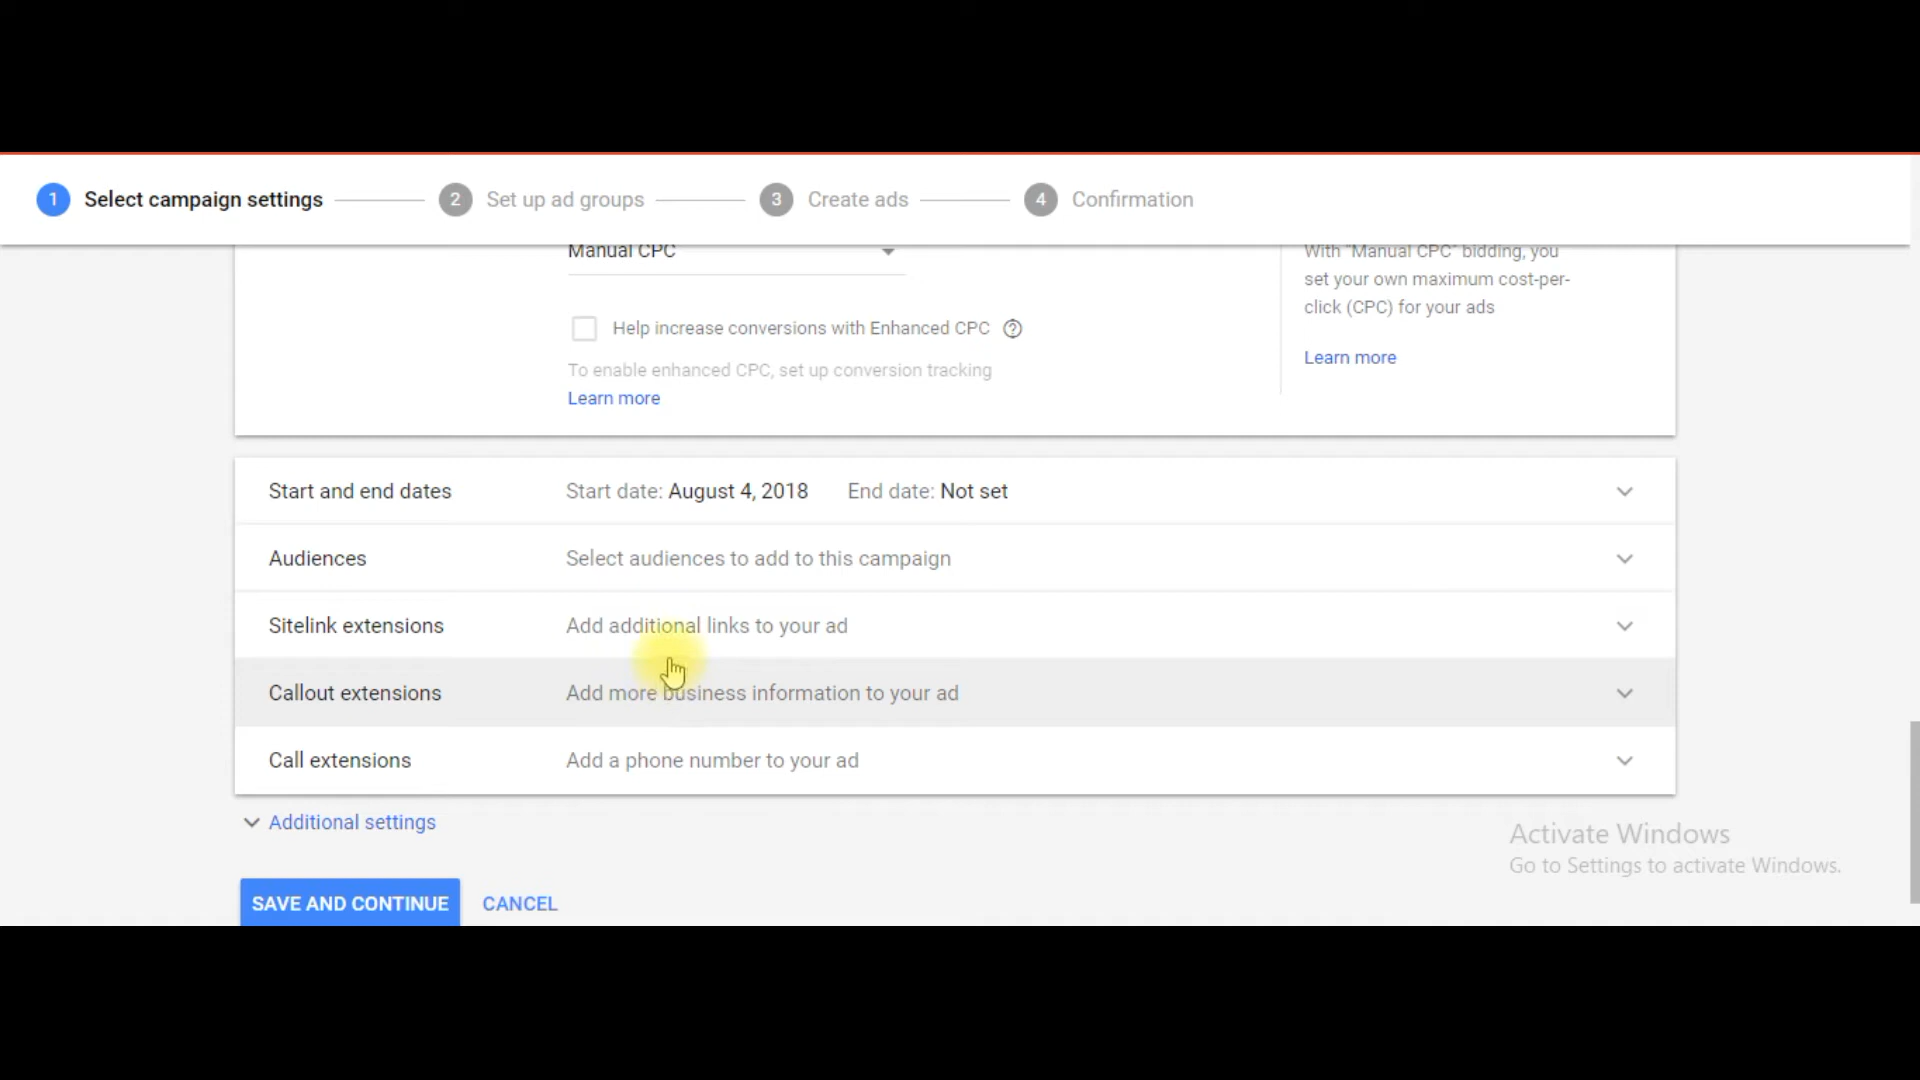 1 Select campaign settings 2 Set up ad groups 3 Create ads 4 Confirmation
Manual CPC
Help increase conversions with Enhanced CPC
To enable enhanced CPC, set up conversion tracking
Learn more
With "Manual CPC" bidding, you
set your own maximum cost-per-
click (CPC) for your ads
Learn more
Start and end dates Start date: August 4, 2018 End date: Not set
Audiences Select audiences to add to this campaign
Sitelink extensions Add additional links to your ad
Callout extensions Add more business information to your ad
Call extensions Add a phone number to your ad
Additional settings
SAVE AND CONTINUE CANCEL
Activate Windows
Go to Settings to activate Windows.